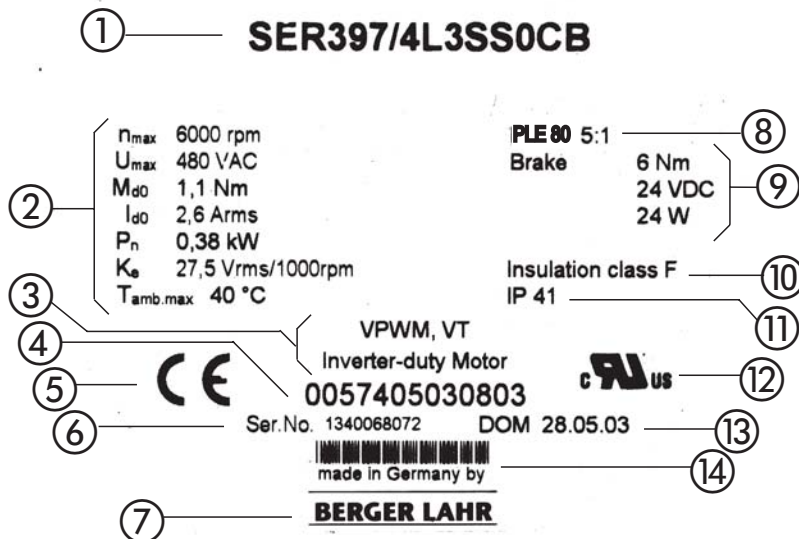 ① SER397/4L3SS0CB
② nmax 6000 rpm
Umax 480 VAC
Md0 1,1 Nm
Id0 2,6 Arms
Pn 0,38 kW
Ke 27,5 Vrms/1000rpm
Tamb.max 40 °C
PLE 80 5:1 ⑧
Brake 6 Nm ⑨
24 VDC
24 W
Insulation class F ⑩
IP 41 ⑪
③ VPWM, VT
Inverter-duty Motor
④ 0057405030803
⑤ CE
c RU us ⑫
⑥ Ser.No. 1340068072 DOM 28.05.03 ⑬
made in Germany by ⑭
⑦ BERGER LAHR